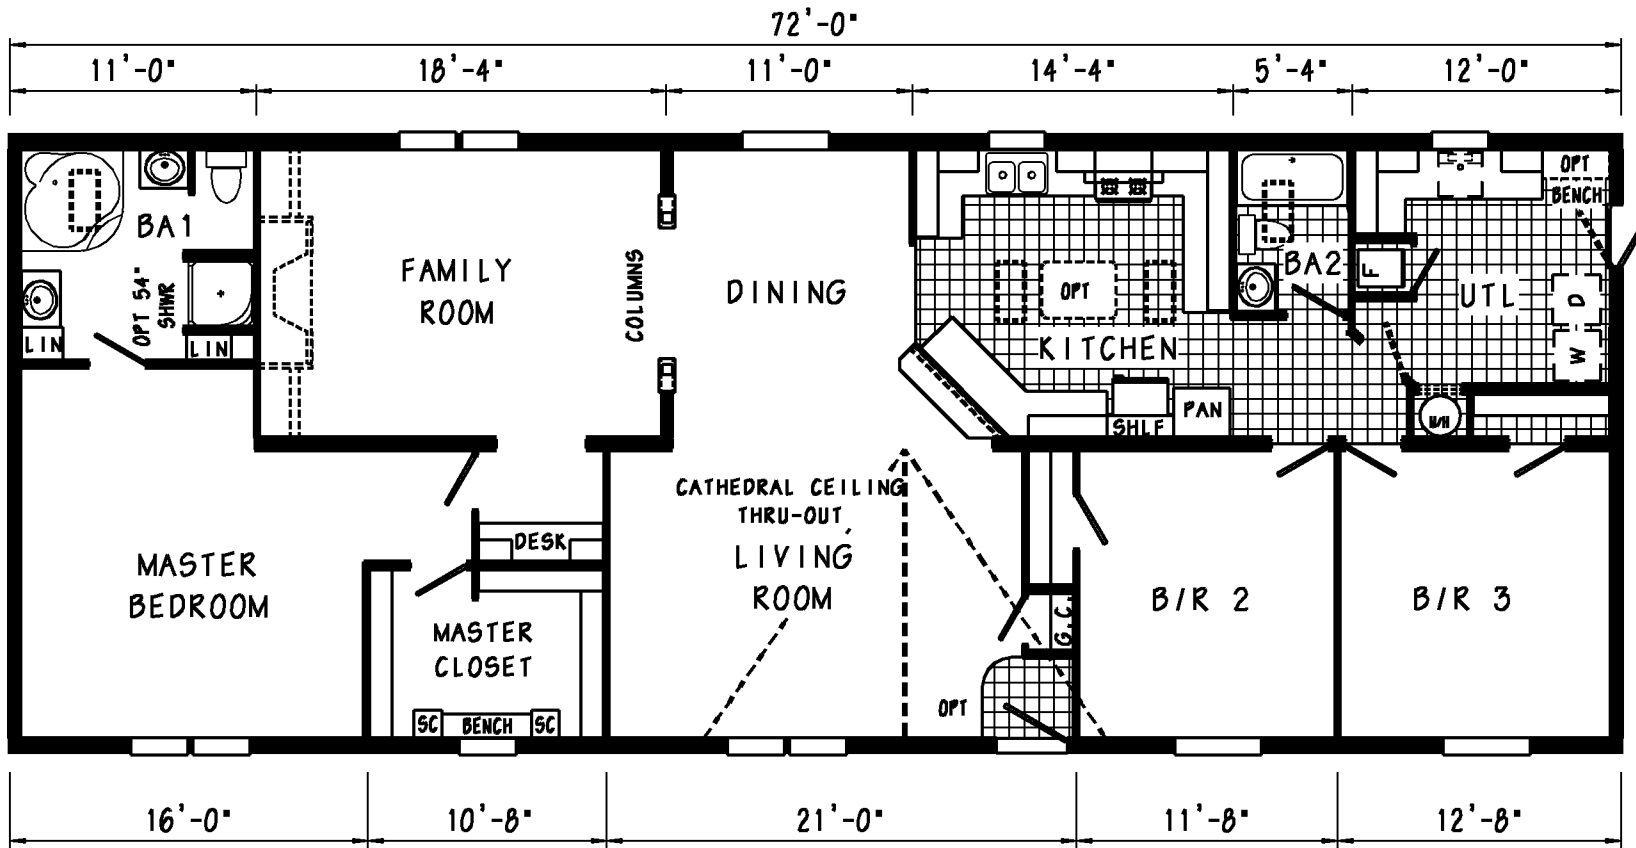 72'-0"
11'-0" 18'-4" 11'-0" 14'-4" 5'-4" 12'-0"
OPT
BENCH
BA1
FAMILY
ROOM
COLUMNS
DINING
OPT
KITCHEN
BA2
F
UTL
D
W
OPT 54"
SHWR
LIN
LIN
PAN
SHLF
W/H
CATHEDRAL CEILING
THRU-OUT
LIVING
ROOM
DESK
MASTER
BEDROOM
MASTER
CLOSET
SC BENCH SC
G.C.
OPT
B/R 2
B/R 3
16'-0" 10'-8" 21'-0" 11'-8" 12'-8"